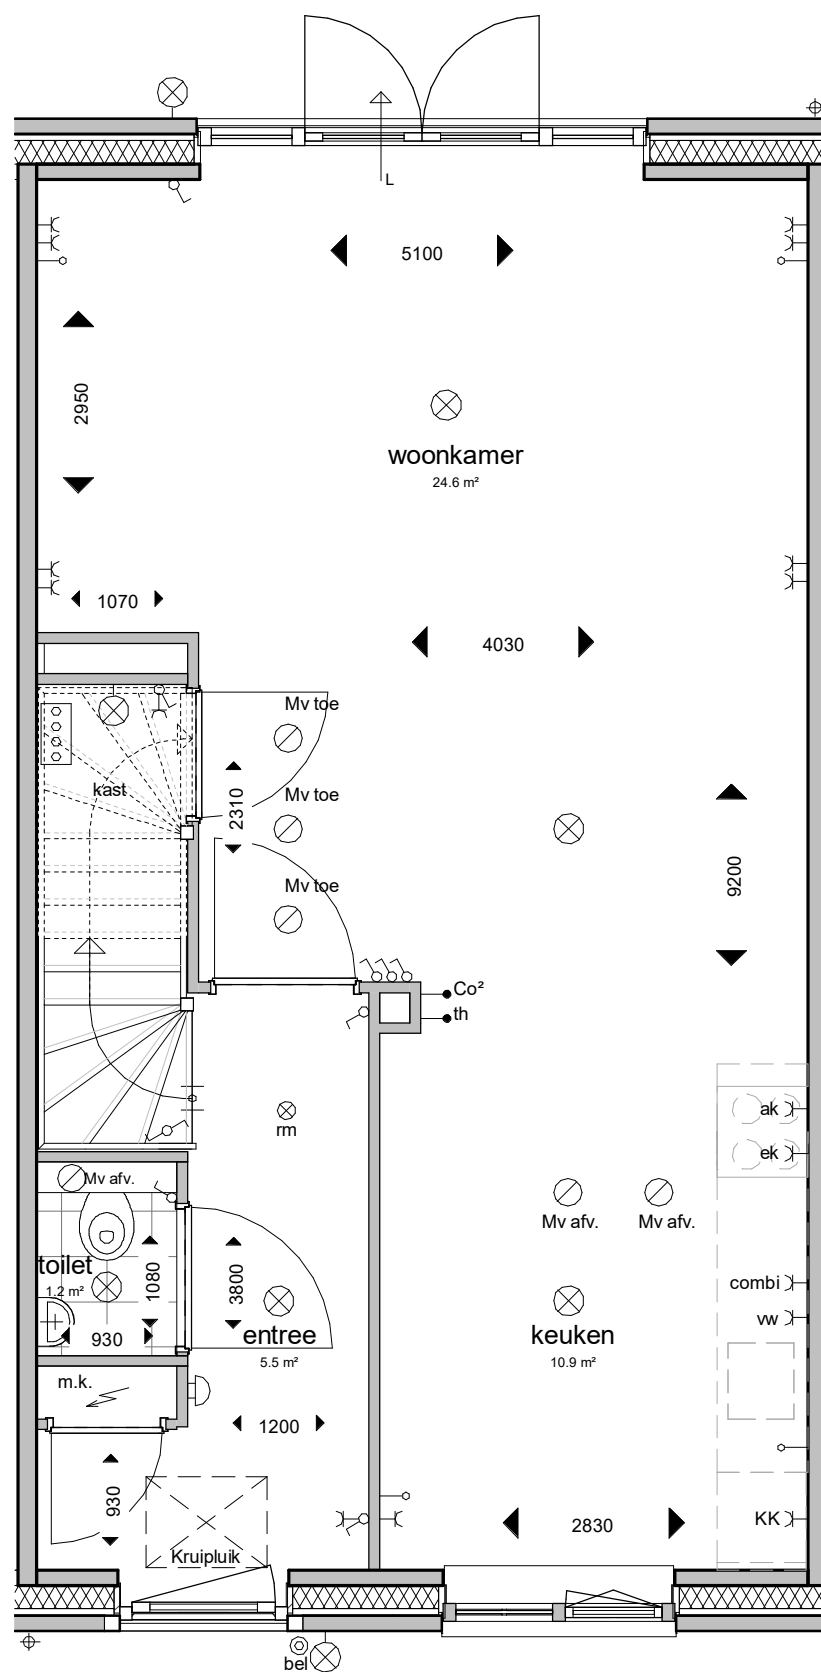 L
5100
2950
woonkamer
24.6 m²
1070
4030
Mv toe
kast
Mv toe
2310
9200
Mv toe
Co²
th
ak
rm
ek
Mv afv.
Mv afv.
Mv afv.
toilet
1.2 m²
1080
3800
combi
vw
930
entree
5.5 m²
keuken
10.9 m²
m.k.
1200
930
KK
2830
Kruipluik
bel